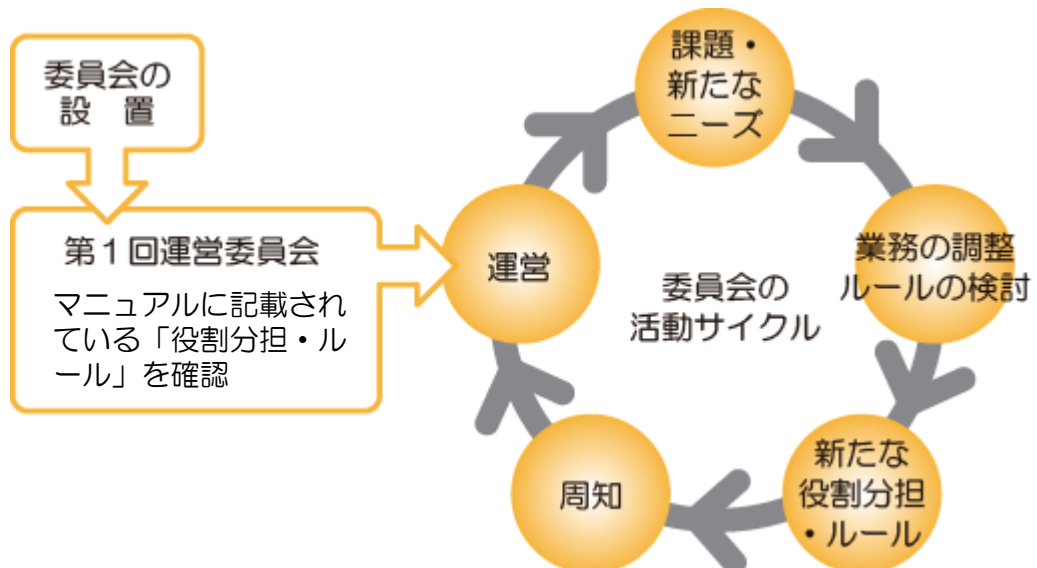 委員会の
設 置
第1回運営委員会
マニュアルに記載され
ている「役割分担・ル
ール」を確認
課題・
新たな
ニーズ
業務の調整
ルールの検討
新たな
役割分担
・ルール
周知
運営
委員会の
活動サイクル